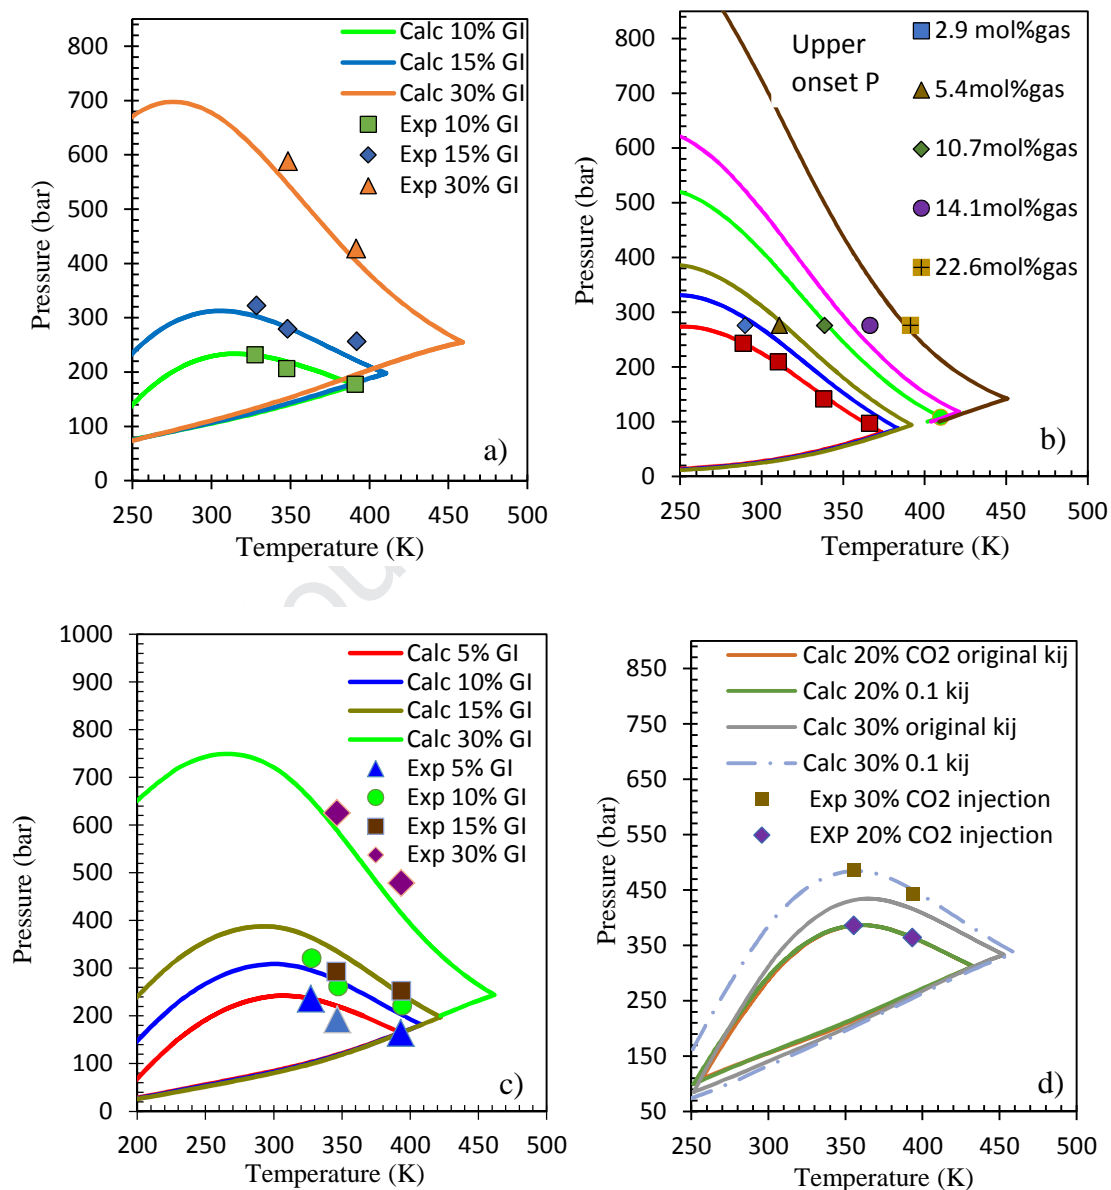 Calc 10% GI
Calc 15% GI
Calc 30% GI
Exp 10% GI
Exp 15% GI
Exp 30% GI
800
700
600
500
400
300
200
100
0
Pressure (bar)
250 300 350 400 450 500
Temperature (K)
a)
Upper
onset P
2.9 mol%gas
5.4mol%gas
10.7mol%gas
14.1mol%gas
22.6mol%gas
800
700
600
500
400
300
200
100
0
Pressure (bar)
250 300 350 400 450 500
Temperature (K)
b)
Calc 5% GI
Calc 10% GI
Calc 15% GI
Calc 30% GI
Exp 5% GI
Exp 10% GI
Exp 15% GI
Exp 30% GI
1000
900
800
700
600
500
400
300
200
100
0
Pressure (bar)
200 250 300 350 400 450 500
Temperature (K)
c)
Calc 20% CO2 original kij
Calc 20% 0.1 kij
Calc 30% original kij
Calc 30% 0.1 kij
Exp 30% CO2 injection
EXP 20% CO2 injection
850
750
650
550
450
350
250
150
50
Pressure (bar)
250 300 350 400 450 500
Temperature (K)
d)